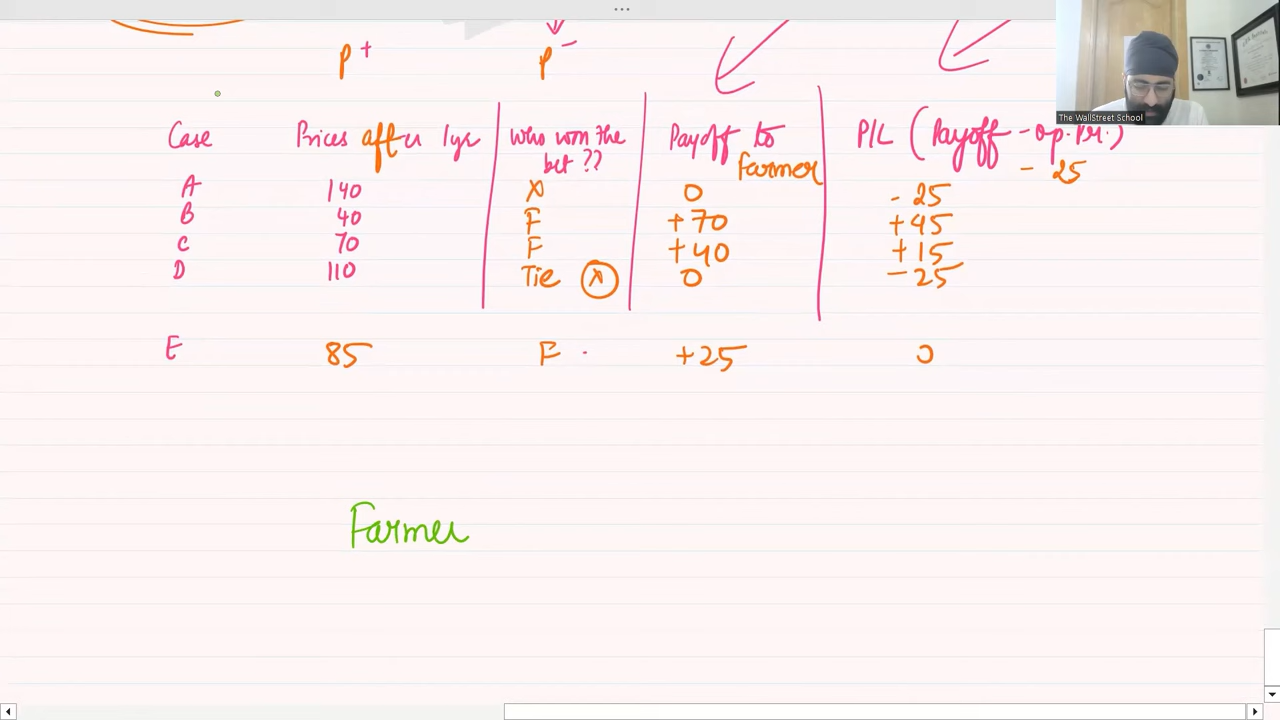 P+ P-
Case Prices after 1yr Who won the bet ?? Payoff to Farmer P/L (Payoff - op. Pr.)
- 25
A 140 X 0 - 25
B 40 F +70 +45
C 70 F +40 +15
D 110 Tie X 0 -25
E 85 F +25 0
Farmer
The WallStreet School